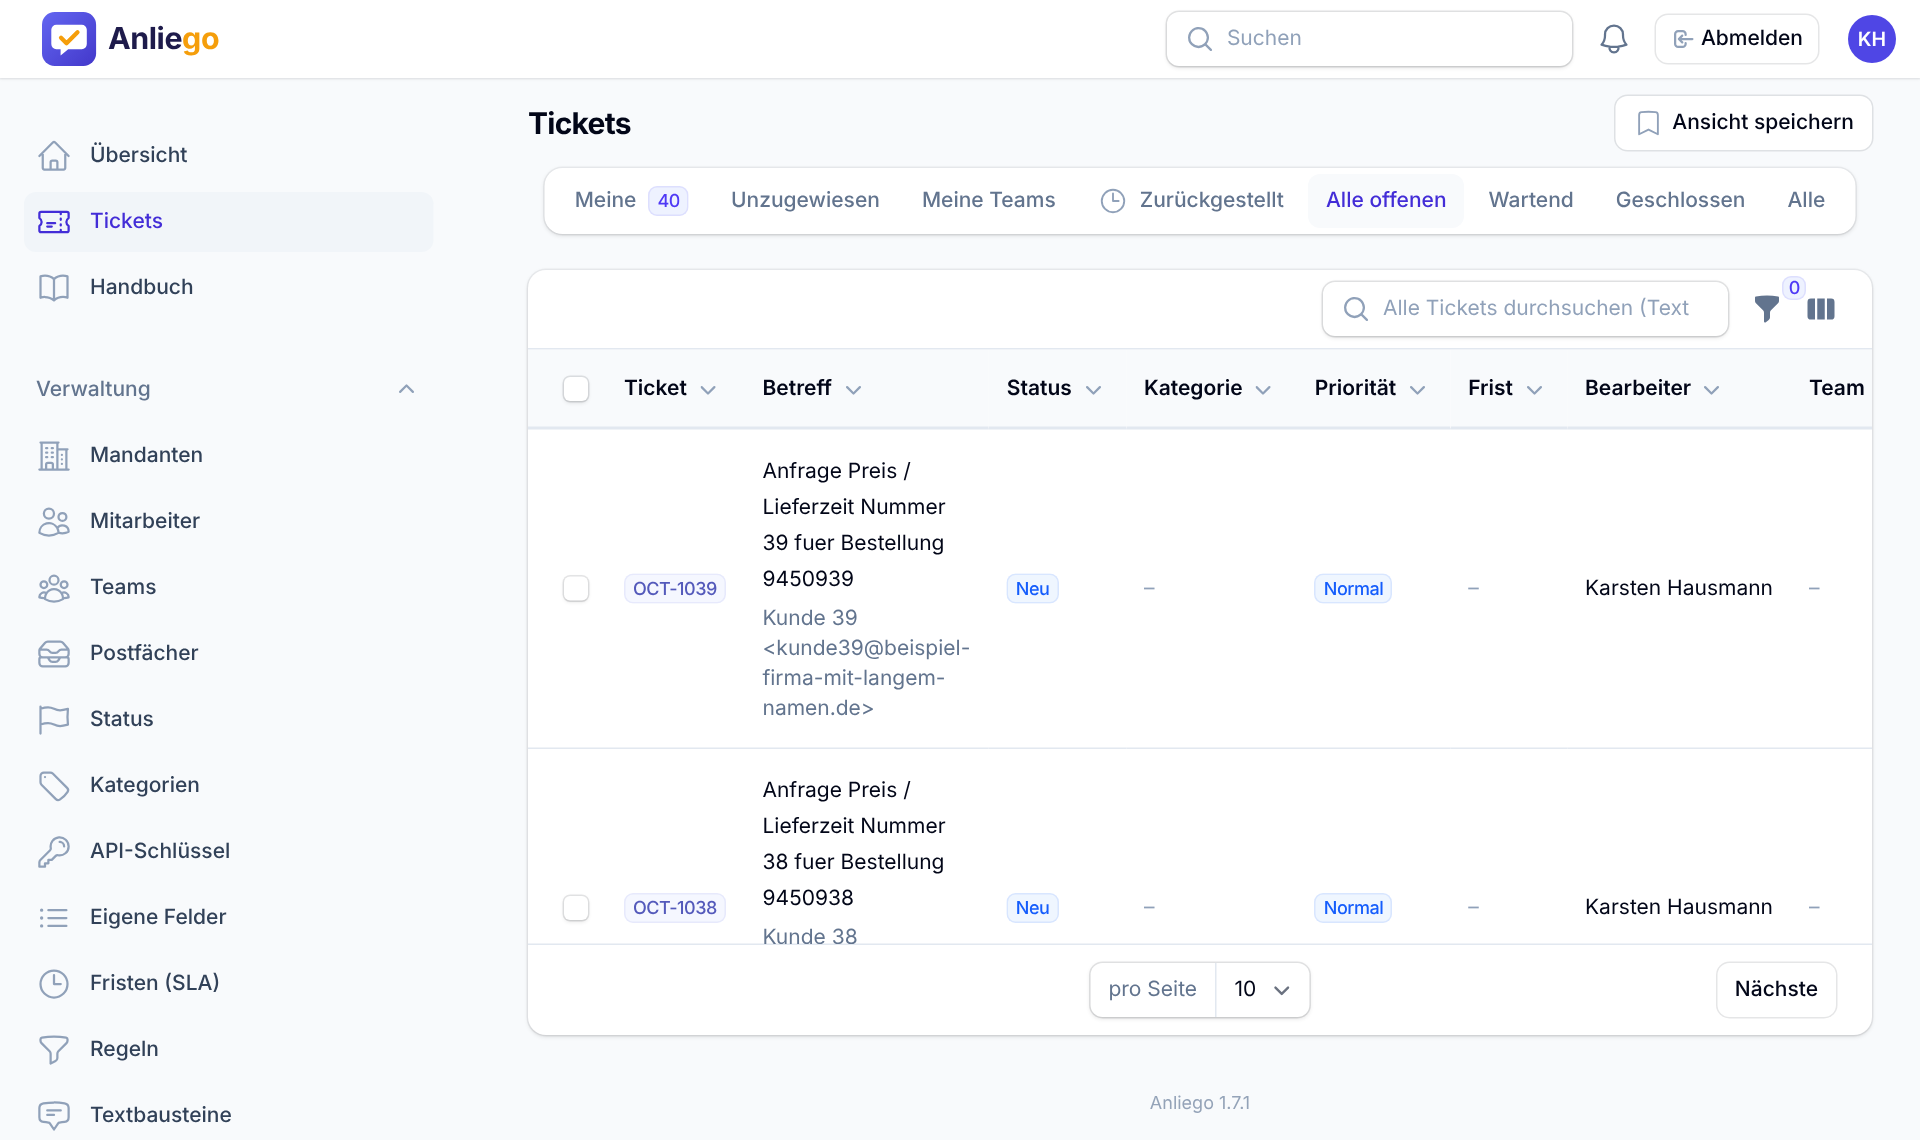 Anliego
Suchen
Abmelden
KH
Übersicht
Tickets
Handbuch
Verwaltung
Mandanten
Mitarbeiter
Teams
Postfächer
Status
Kategorien
API-Schlüssel
Eigene Felder
Fristen (SLA)
Regeln
Textbausteine
Tickets
Ansicht speichern
Meine 40 Unzugewiesen Meine Teams Zurückgestellt Alle offenen Wartend Geschlossen Alle
Alle Tickets durchsuchen (Text
0
Ticket Betreff Status Kategorie Priorität Frist Bearbeiter Team
Anfrage Preis /
Lieferzeit Nummer
39 fuer Bestellung
9450939
OCT-1039 Neu – Normal – Karsten Hausmann –
Kunde 39
<kunde39@beispiel-
firma-mit-langem-
namen.de>
Anfrage Preis /
Lieferzeit Nummer
38 fuer Bestellung
9450938
OCT-1038 Neu – Normal – Karsten Hausmann –
Kunde 38
pro Seite 10
Nächste
Anliego 1.7.1